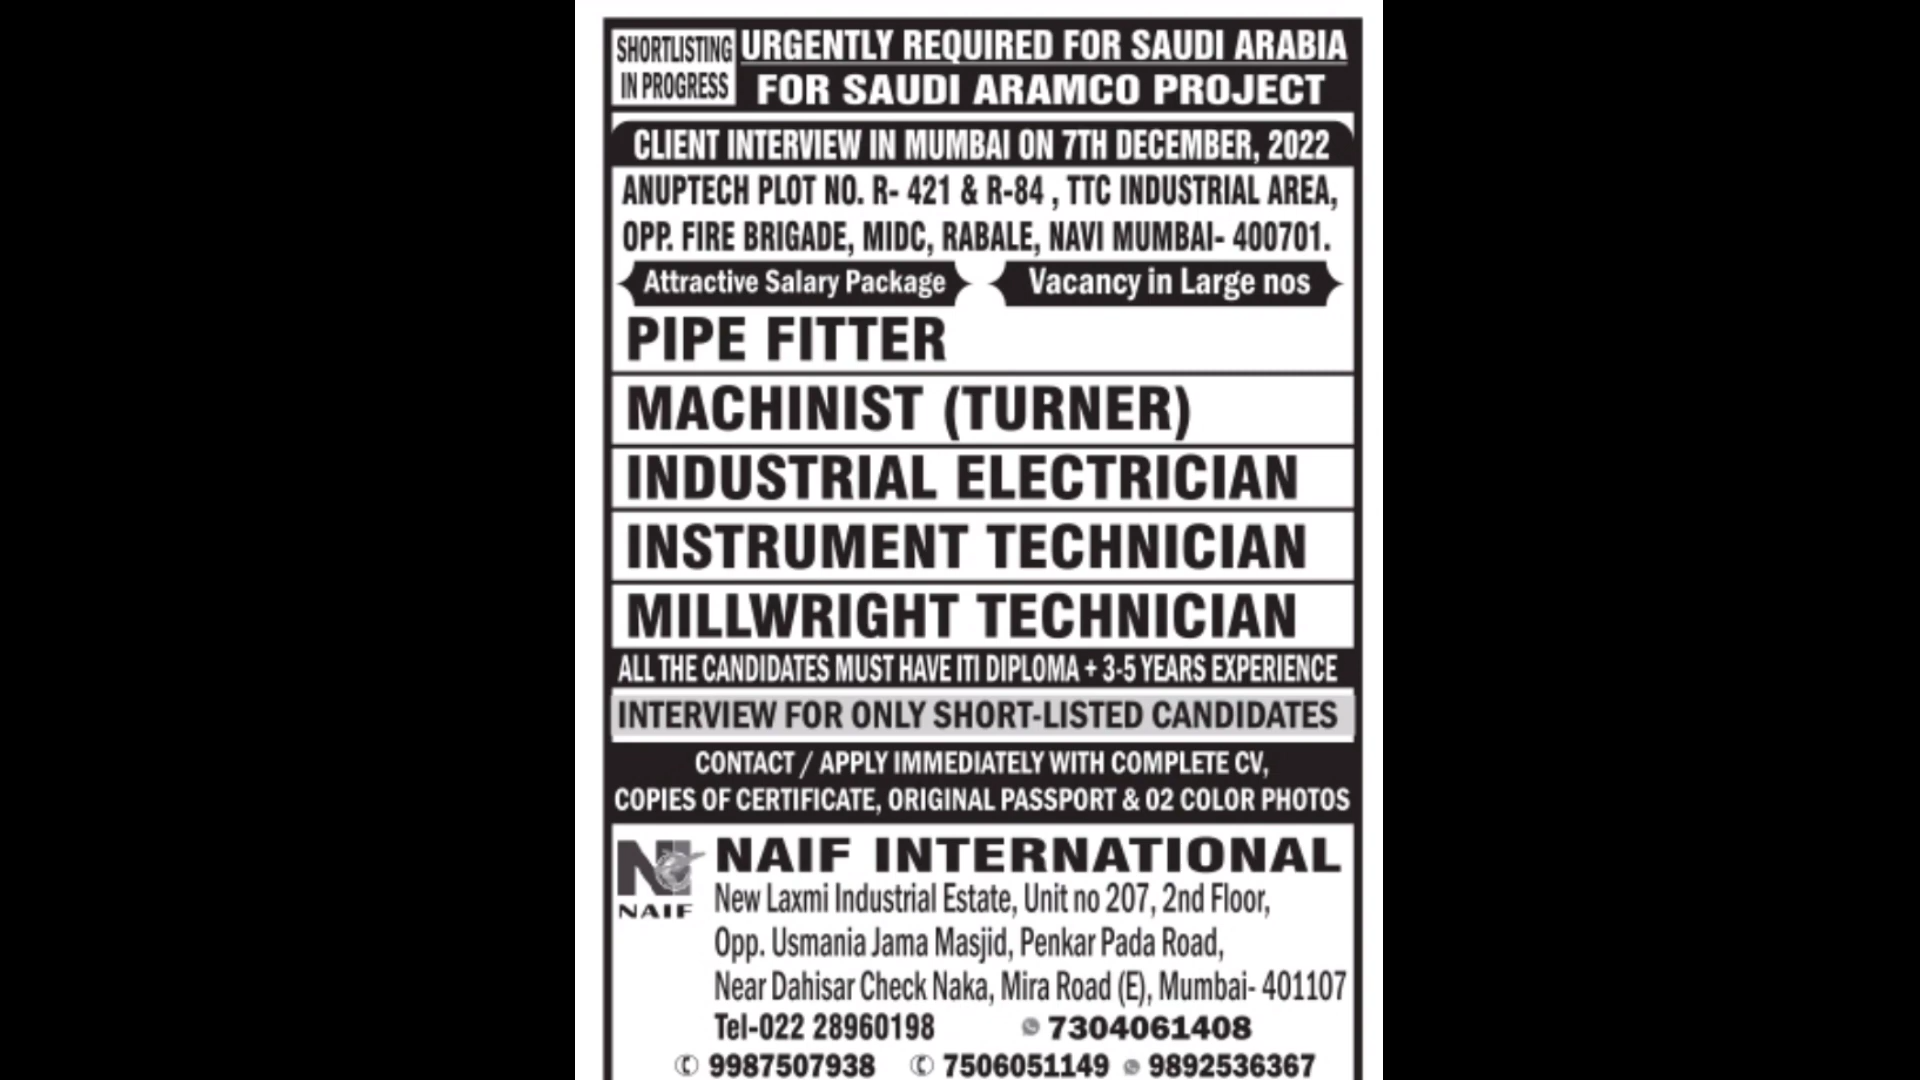 SHORTLISTING
IN PROGRESS
URGENTLY REQUIRED FOR SAUDI ARABIA
FOR SAUDI ARAMCO PROJECT
CLIENT INTERVIEW IN MUMBAI ON 7TH DECEMBER, 2022
ANUPTECH PLOT NO. R- 421 & R-84 , TTC INDUSTRIAL AREA,
OPP. FIRE BRIGADE, MIDC, RABALE, NAVI MUMBAI- 400701.
Attractive Salary Package
Vacancy in Large nos
PIPE FITTER
MACHINIST (TURNER)
INDUSTRIAL ELECTRICIAN
INSTRUMENT TECHNICIAN
MILLWRIGHT TECHNICIAN
ALL THE CANDIDATES MUST HAVE ITI DIPLOMA + 3-5 YEARS EXPERIENCE
INTERVIEW FOR ONLY SHORT-LISTED CANDIDATES
CONTACT / APPLY IMMEDIATELY WITH COMPLETE CV,
COPIES OF CERTIFICATE, ORIGINAL PASSPORT & 02 COLOR PHOTOS
NAIF
NAIF INTERNATIONAL
New Laxmi Industrial Estate, Unit no 207, 2nd Floor,
Opp. Usmania Jama Masjid, Penkar Pada Road,
Near Dahisar Check Naka, Mira Road (E), Mumbai- 401107
Tel-022 28960198 7304061408
9987507938 7506051149 9892536367